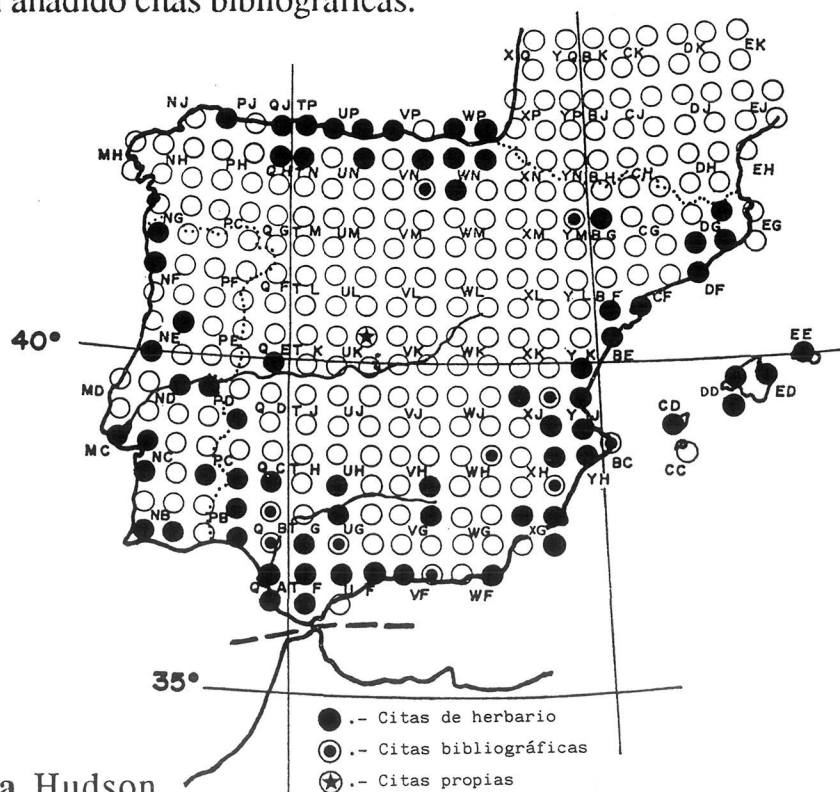 añadido citas bibliográficas.
XQ YQ BK CK DK EK
NJ PJ QJ TP UP VP WP XP YP BJ CJ DJ EJ
MH NH PH QH TN UN VN WN XN YN BH CH DH EH
NG PG QG TM UM VM WM XM YM BG CG DG EG
NF PF QF TL UL VL WL XL YL BF CF DF
40° NE PE QE TK UK VK WK XK YK BE EE
MD ND PD QD TJ UJ VJ WJ XJ YJ CD DD ED
MC NC PC QC TH UH VH WH XH YH BC CC
NB PB QB TG UG VG WG XG
QA TF UF VF WF
35°
.- Citas de herbario
.- Citas bibliográficas
.- Citas propias
a Hudson